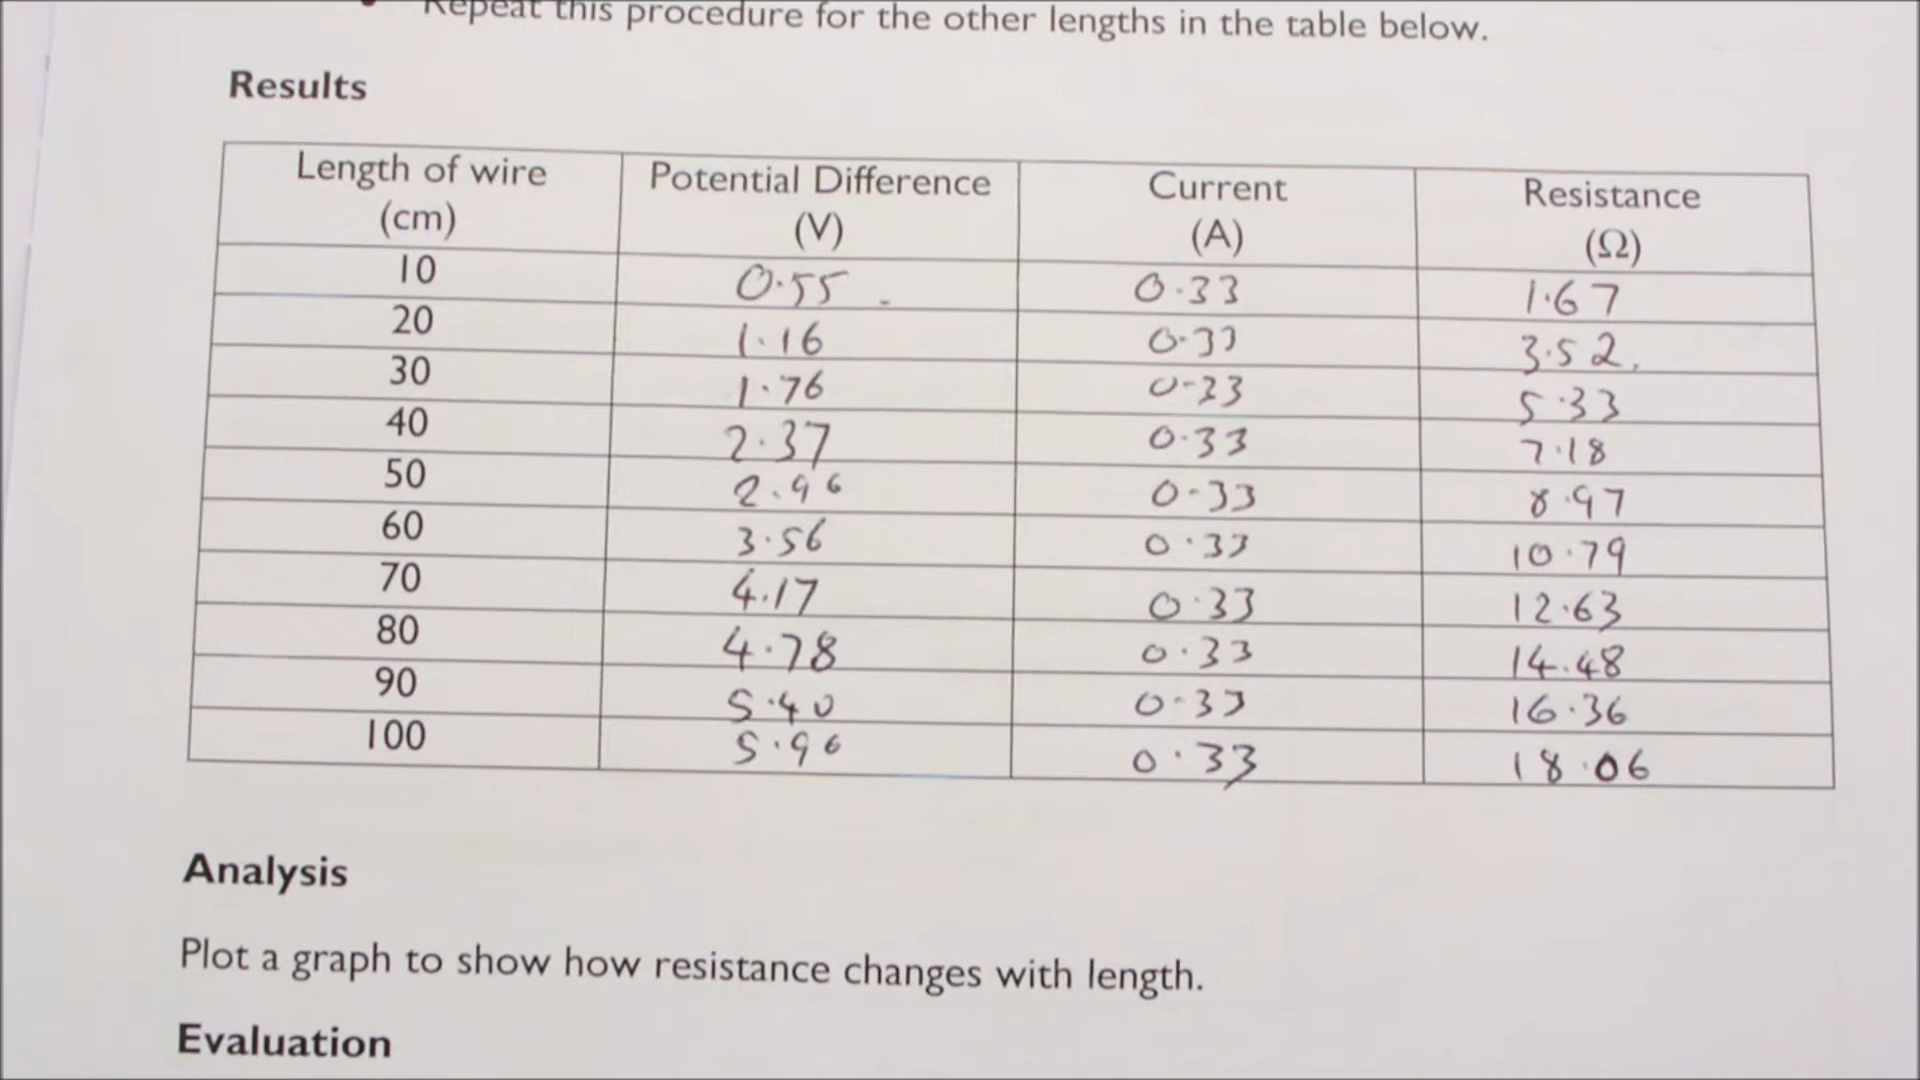 Repeat this procedure for the other lengths in the table below.
Results
Length of wire (cm) Potential Difference (V) Current (A) Resistance (Ω)
10 0.55 0.33 1.67
20 1.16 0.33 3.52
30 1.76 0.33 5.33
40 2.37 0.33 7.18
50 2.96 0.33 8.97
60 3.56 0.33 10.79
70 4.17 0.33 12.63
80 4.78 0.33 14.48
90 5.40 0.33 16.36
100 5.96 0.33 18.06
Analysis
Plot a graph to show how resistance changes with length.
Evaluation